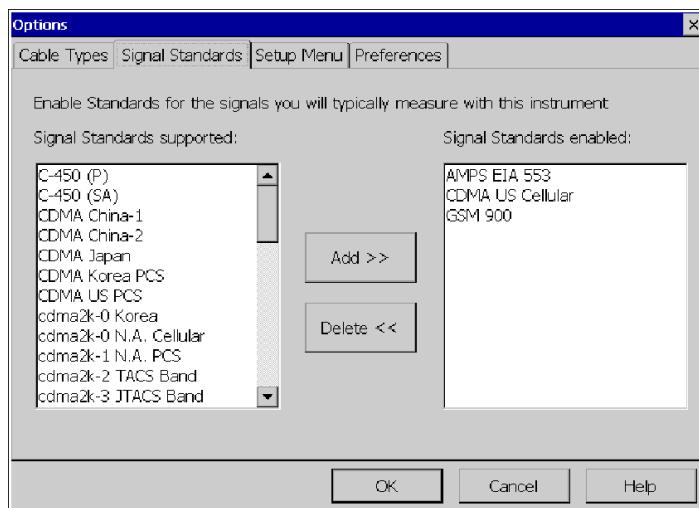 Options
Cable Types Signal Standards Setup Menu Preferences
Enable Standards for the signals you will typically measure with this instrument
Signal Standards supported:
C-450 (P)
C-450 (SA)
CDMA China-1
CDMA China-2
CDMA Japan
CDMA Korea PCS
CDMA US PCS
cdma2k-0 Korea
cdma2k-0 N.A. Cellular
cdma2k-1 N.A. PCS
cdma2k-2 TACS Band
cdma2k-3 JTACS Band
Add >>
Delete <<
Signal Standards enabled:
AMPS EIA 553
CDMA US Cellular
GSM 900
OK Cancel Help